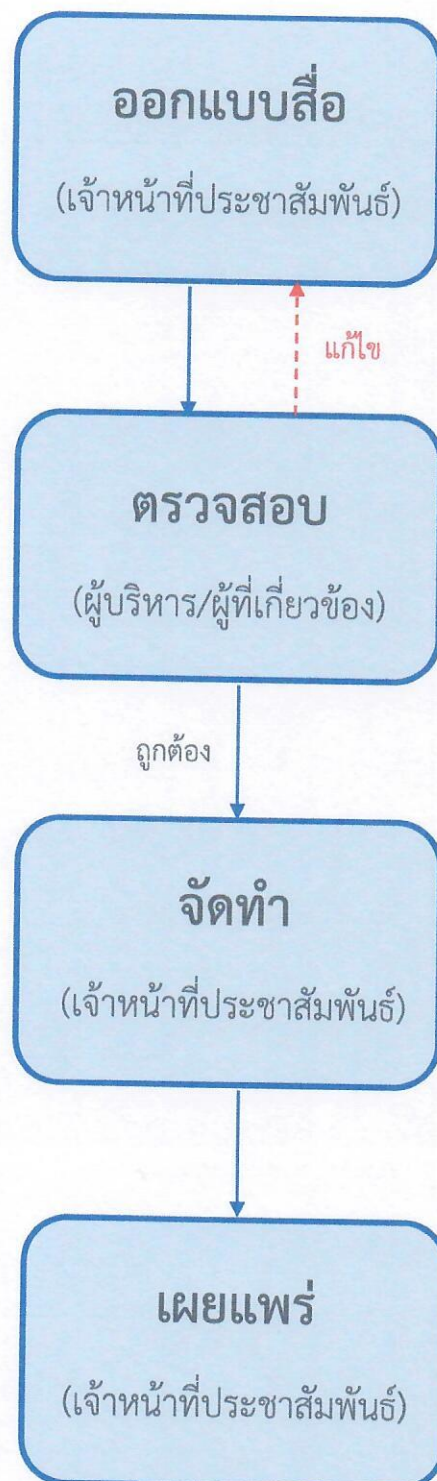 ออกแบบสื่อ
(เจ้าหน้าที่ประชาสัมพันธ์)
แก้ไข
ตรวจสอบ
(ผู้บริหาร/ผู้ที่เกี่ยวข้อง)
ถูกต้อง
จัดทำ
(เจ้าหน้าที่ประชาสัมพันธ์)
เผยแพร่
(เจ้าหน้าที่ประชาสัมพันธ์)